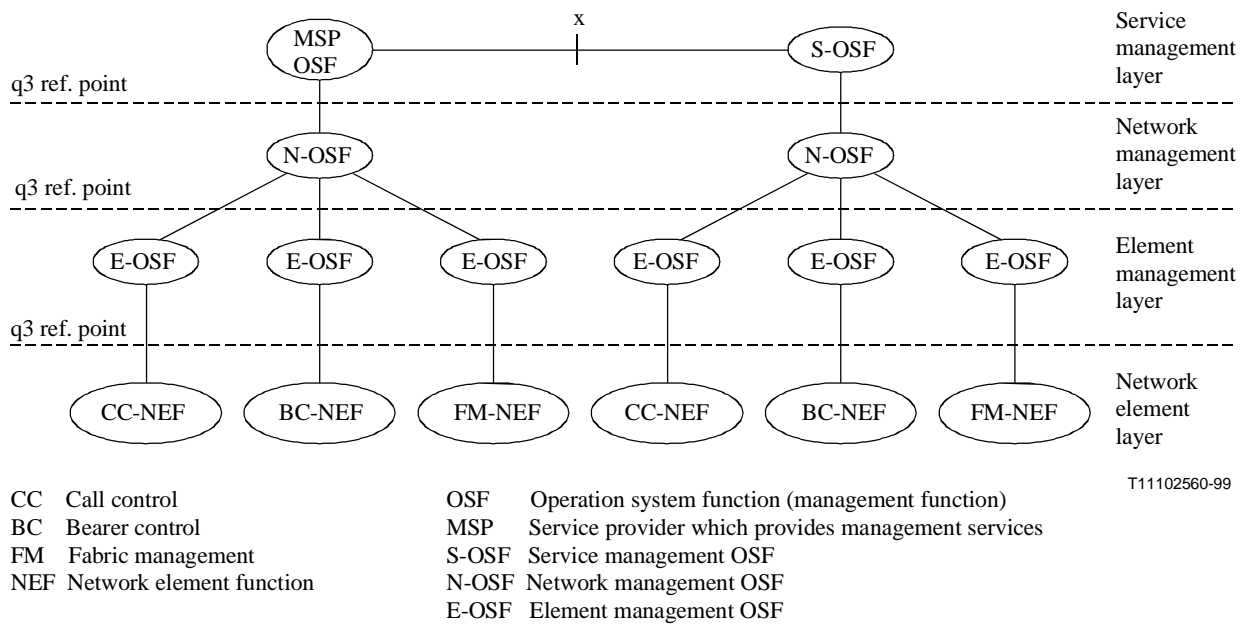 x
MSP
OSF
S-OSF
Service
management
layer
q3 ref. point
N-OSF
N-OSF
Network
management
layer
q3 ref. point
E-OSF
E-OSF
E-OSF
E-OSF
E-OSF
E-OSF
Element
management
layer
q3 ref. point
CC-NEF
BC-NEF
FM-NEF
CC-NEF
BC-NEF
FM-NEF
Network
element
layer
T11102560-99
CC Call control
BC Bearer control
FM Fabric management
NEF Network element function
OSF Operation system function (management function)
MSP Service provider which provides management services
S-OSF Service management OSF
N-OSF Network management OSF
E-OSF Element management OSF